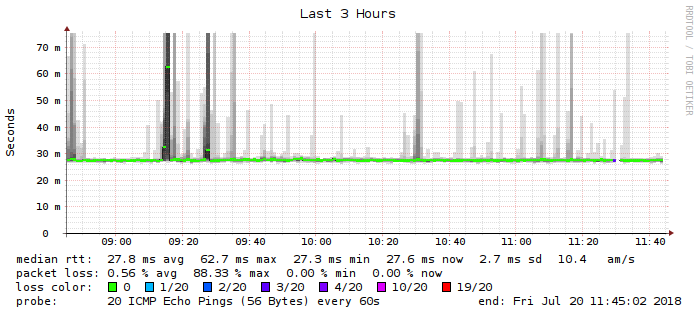 Last 3 Hours
RRDTOOL / TOBI OETIKER
Seconds
70 m
60 m
50 m
40 m
30 m
20 m
10 m
0
09:00 09:20 09:40 10:00 10:20 10:40 11:00 11:20 11:40
median rtt: 27.8 ms avg 62.7 ms max 27.3 ms min 27.6 ms now 2.7 ms sd 10.4 am/s
packet loss: 0.56 % avg 88.33 % max 0.00 % min 0.00 % now
loss color: 0 1/20 2/20 3/20 4/20 10/20 19/20
probe: 20 ICMP Echo Pings (56 Bytes) every 60s end: Fri Jul 20 11:45:02 2018